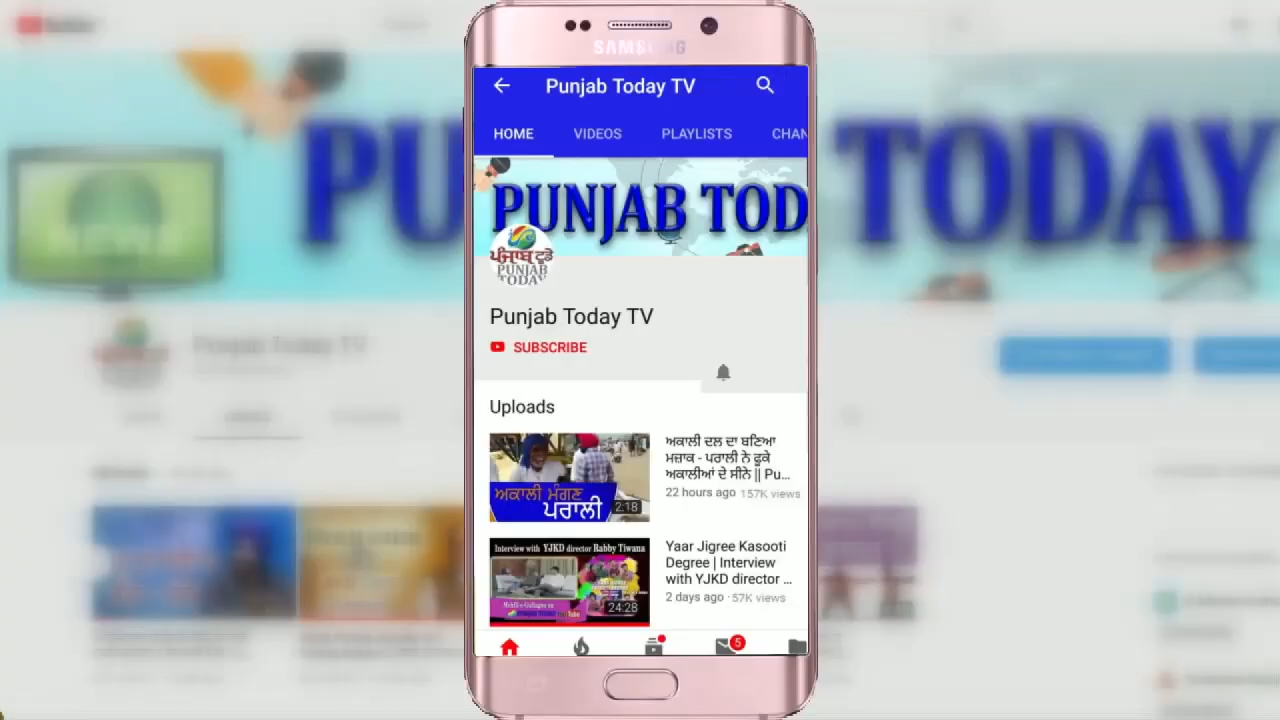 SAMSUNG
Punjab Today TV
HOME VIDEOS PLAYLISTS CHAN
PUNJAB TOD
PU TODAY
ਪੰਜਾਬ ਟੂਡੇ
PUNJAB
TODAY
Punjab Today TV
SUBSCRIBE
Uploads
ਅਕਾਲੀ ਮੰਗਣ
ਪਰਾਲੀ
2:18
ਅਕਾਲੀ ਦਲ ਦਾ ਬਣਿਆ
ਮਜ਼ਾਕ - ਪਰਾਲੀ ਨੇ ਫੂਕੇ
ਅਕਾਲੀਆਂ ਦੇ ਸੀਨੇ || Pu...
22 hours ago 157K views
Interview with YJKD director Rabby Tiwana
24:28
Yaar Jigree Kasooti
Degree | Interview
with YJKD director ...
2 days ago · 57K views
5